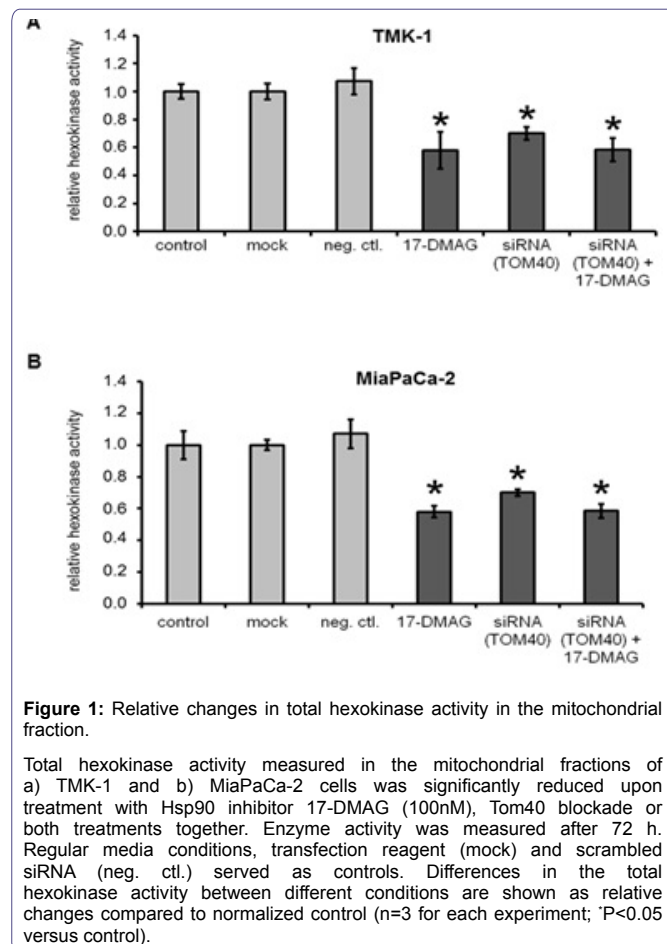 A
TMK-1
relative hexokinase activity
1.4
1.2
1.0
0.8
0.6
0.4
0.2
0.0
* * *
control mock neg. ctl. 17-DMAG siRNA (TOM40) siRNA (TOM40) + 17-DMAG
B
MiaPaCa-2
relative hexokinase activity
1.4
1.2
1.0
0.8
0.6
0.4
0.2
0.0
* * *
control mock neg. ctl. 17-DMAG siRNA (TOM40) siRNA (TOM40) + 17-DMAG
Figure 1: Relative changes in total hexokinase activity in the mitochondrial
fraction.
Total hexokinase activity measured in the mitochondrial fractions of
a) TMK-1 and b) MiaPaCa-2 cells was significantly reduced upon
treatment with Hsp90 inhibitor 17-DMAG (100nM), Tom40 blockade or
both treatments together. Enzyme activity was measured after 72 h.
Regular media conditions, transfection reagent (mock) and scrambled
siRNA (neg. ctl.) served as controls. Differences in the total
hexokinase activity between different conditions are shown as relative
changes compared to normalized control (n=3 for each experiment; *P<0.05
versus control).